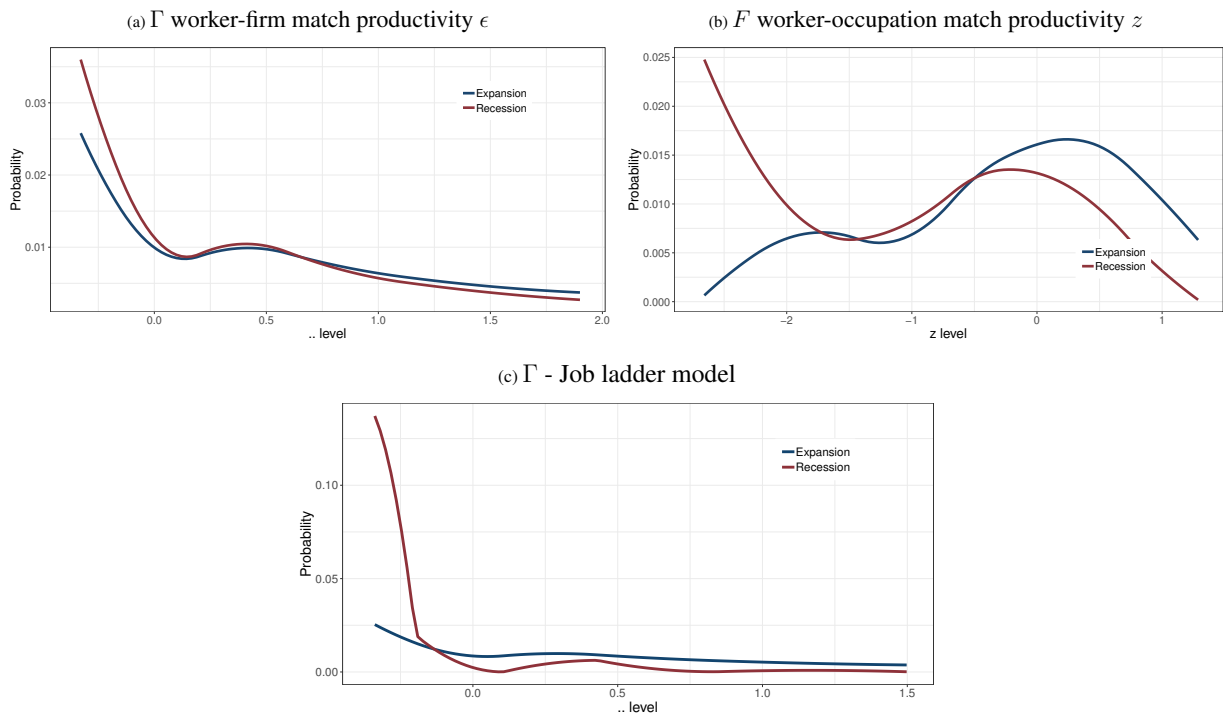 (a) Γ worker-firm match productivity ϵ
Probability
0.03
0.02
0.01
Expansion
Recession
0.0 0.5 1.0 1.5 2.0
.. level
(b) F worker-occupation match productivity z
Probability
0.025
0.020
0.015
0.010
0.005
0.000
Expansion
Recession
−2 −1 0 1
z level
(c) Γ - Job ladder model
Probability
0.10
0.05
0.00
Expansion
Recession
0.0 0.5 1.0 1.5
.. level